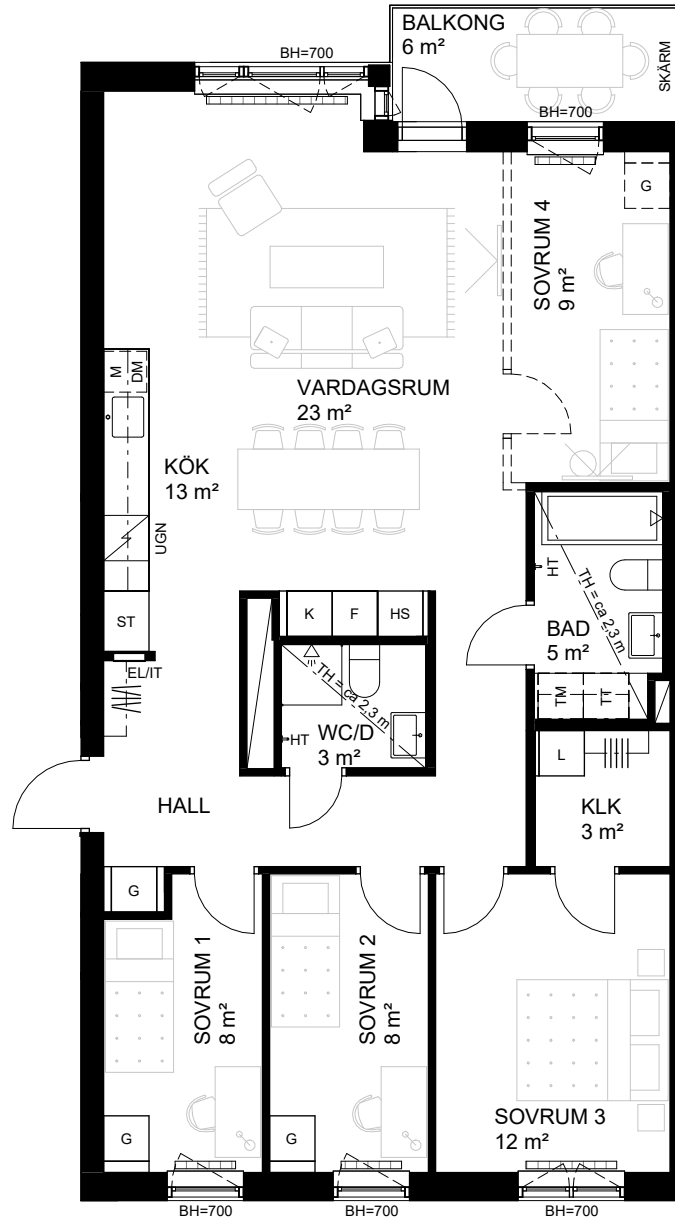 BALKONG
6 m²
SKÄRM
BH=700
BH=700
G
SOVRUM 4
9 m²
M
DM
VARDAGSRUM
23 m²
KÖK
13 m²
UGN
ST
EL/IT
K
F
HS
HT
TH = ca 2,3 m
BAD
5 m²
TM
TT
TH = ca 2,3 m
HT
WC/D
3 m²
L
KLK
3 m²
HALL
G
SOVRUM 1
8 m²
SOVRUM 2
8 m²
SOVRUM 3
12 m²
G
G
BH=700
BH=700
BH=700